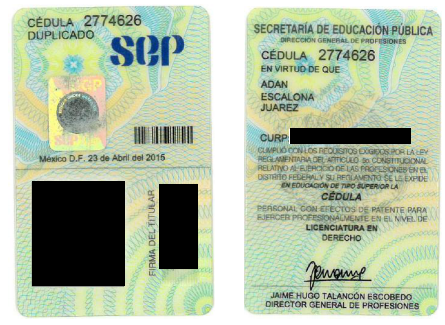 CÉDULA 2774626
DUPLICADO
SEP
SEP
México D.F. 23 de Abril del 2015
FIRMA DEL TITULAR
SECRETARÍA DE EDUCACIÓN PÚBLICA
DIRECCIÓN GENERAL DE PROFESIONES
CÉDULA 2774626
EN VIRTUD DE QUE
ADAN
ESCALONA
JUAREZ
CURP:
CUMPLIÓ CON LOS REQUISITOS EXIGIDOS POR LA LEY
REGLAMENTARIA DEL ARTÍCULO 5o. CONSTITUCIONAL
RELATIVO AL EJERCICIO DE LAS PROFESIONES EN EL
DISTRITO FEDERAL Y SU REGLAMENTO SE LE EXPIDE
EN EDUCACIÓN DE TIPO SUPERIOR LA
CÉDULA
PERSONAL CON EFECTOS DE PATENTE PARA
EJERCER PROFESIONALMENTE EN EL NIVEL DE
LICENCIATURA EN
DERECHO
JAIME HUGO TALANCÓN ESCOBEDO
DIRECTOR GENERAL DE PROFESIONES